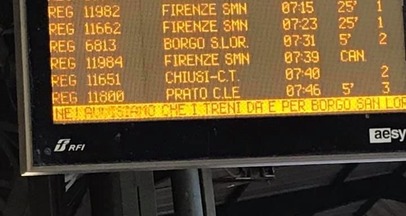 REG 11982 FIRENZE SMN 07:15 25' 1
REG 11662 FIRENZE SMN 07:23 25' 1
REG 6813 BORGO S.LOR. 07:31 5' 2
REG 11984 FIRENZE SMN 07:39 CAN.
REG 11651 CHIUSI-C.T. 07:40 2
REG 11800 PRATO C.LE 07:46 5' 3
CHE I TRENI DA E PER BORGO SAN LOR
RFI
aesy